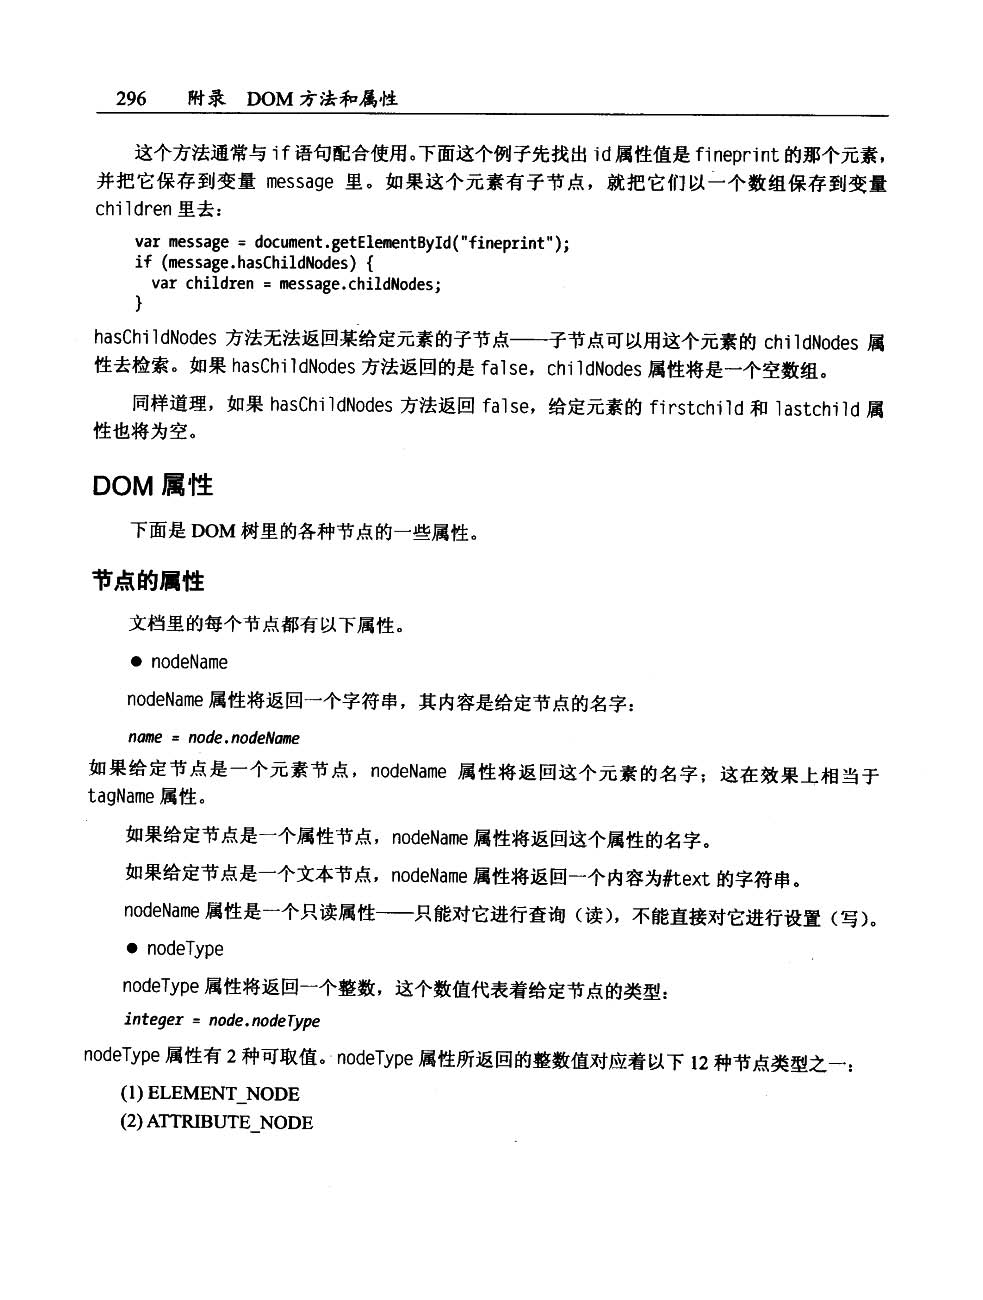 296 附录 DOM 方法和属性
这个方法通常与 if 语句配合使用。下面这个例子先找出 id 属性值是 fineprint 的那个元素，
并把它保存到变量 message 里。如果这个元素有子节点，就把它们以一个数组保存到变量
children 里去：
var message = document.getElementById("fineprint");
if (message.hasChildNodes) {
var children = message.childNodes;
}
hasChildNodes 方法无法返回某给定元素的子节点——子节点可以用这个元素的 childNodes 属
性去检索。如果 hasChildNodes 方法返回的是 false，childNodes 属性将是一个空数组。
同样道理，如果 hasChildNodes 方法返回 false，给定元素的 firstchild 和 lastchild 属
性也将为空。
DOM 属性
下面是 DOM 树里的各种节点的一些属性。
节点的属性
文档里的每个节点都有以下属性。
● nodeName
nodeName 属性将返回一个字符串，其内容是给定节点的名字：
name = node.nodeName
如果给定节点是一个元素节点，nodeName 属性将返回这个元素的名字；这在效果上相当于
tagName 属性。
如果给定节点是一个属性节点，nodeName 属性将返回这个属性的名字。
如果给定节点是一个文本节点，nodeName 属性将返回一个内容为#text 的字符串。
nodeName 属性是一个只读属性——只能对它进行查询（读），不能直接对它进行设置（写）。
● nodeType
nodeType 属性将返回一个整数，这个数值代表着给定节点的类型：
integer = node.nodeType
nodeType 属性有 2 种可取值。nodeType 属性所返回的整数值对应着以下 12 种节点类型之一：
(1) ELEMENT_NODE
(2) ATTRIBUTE_NODE